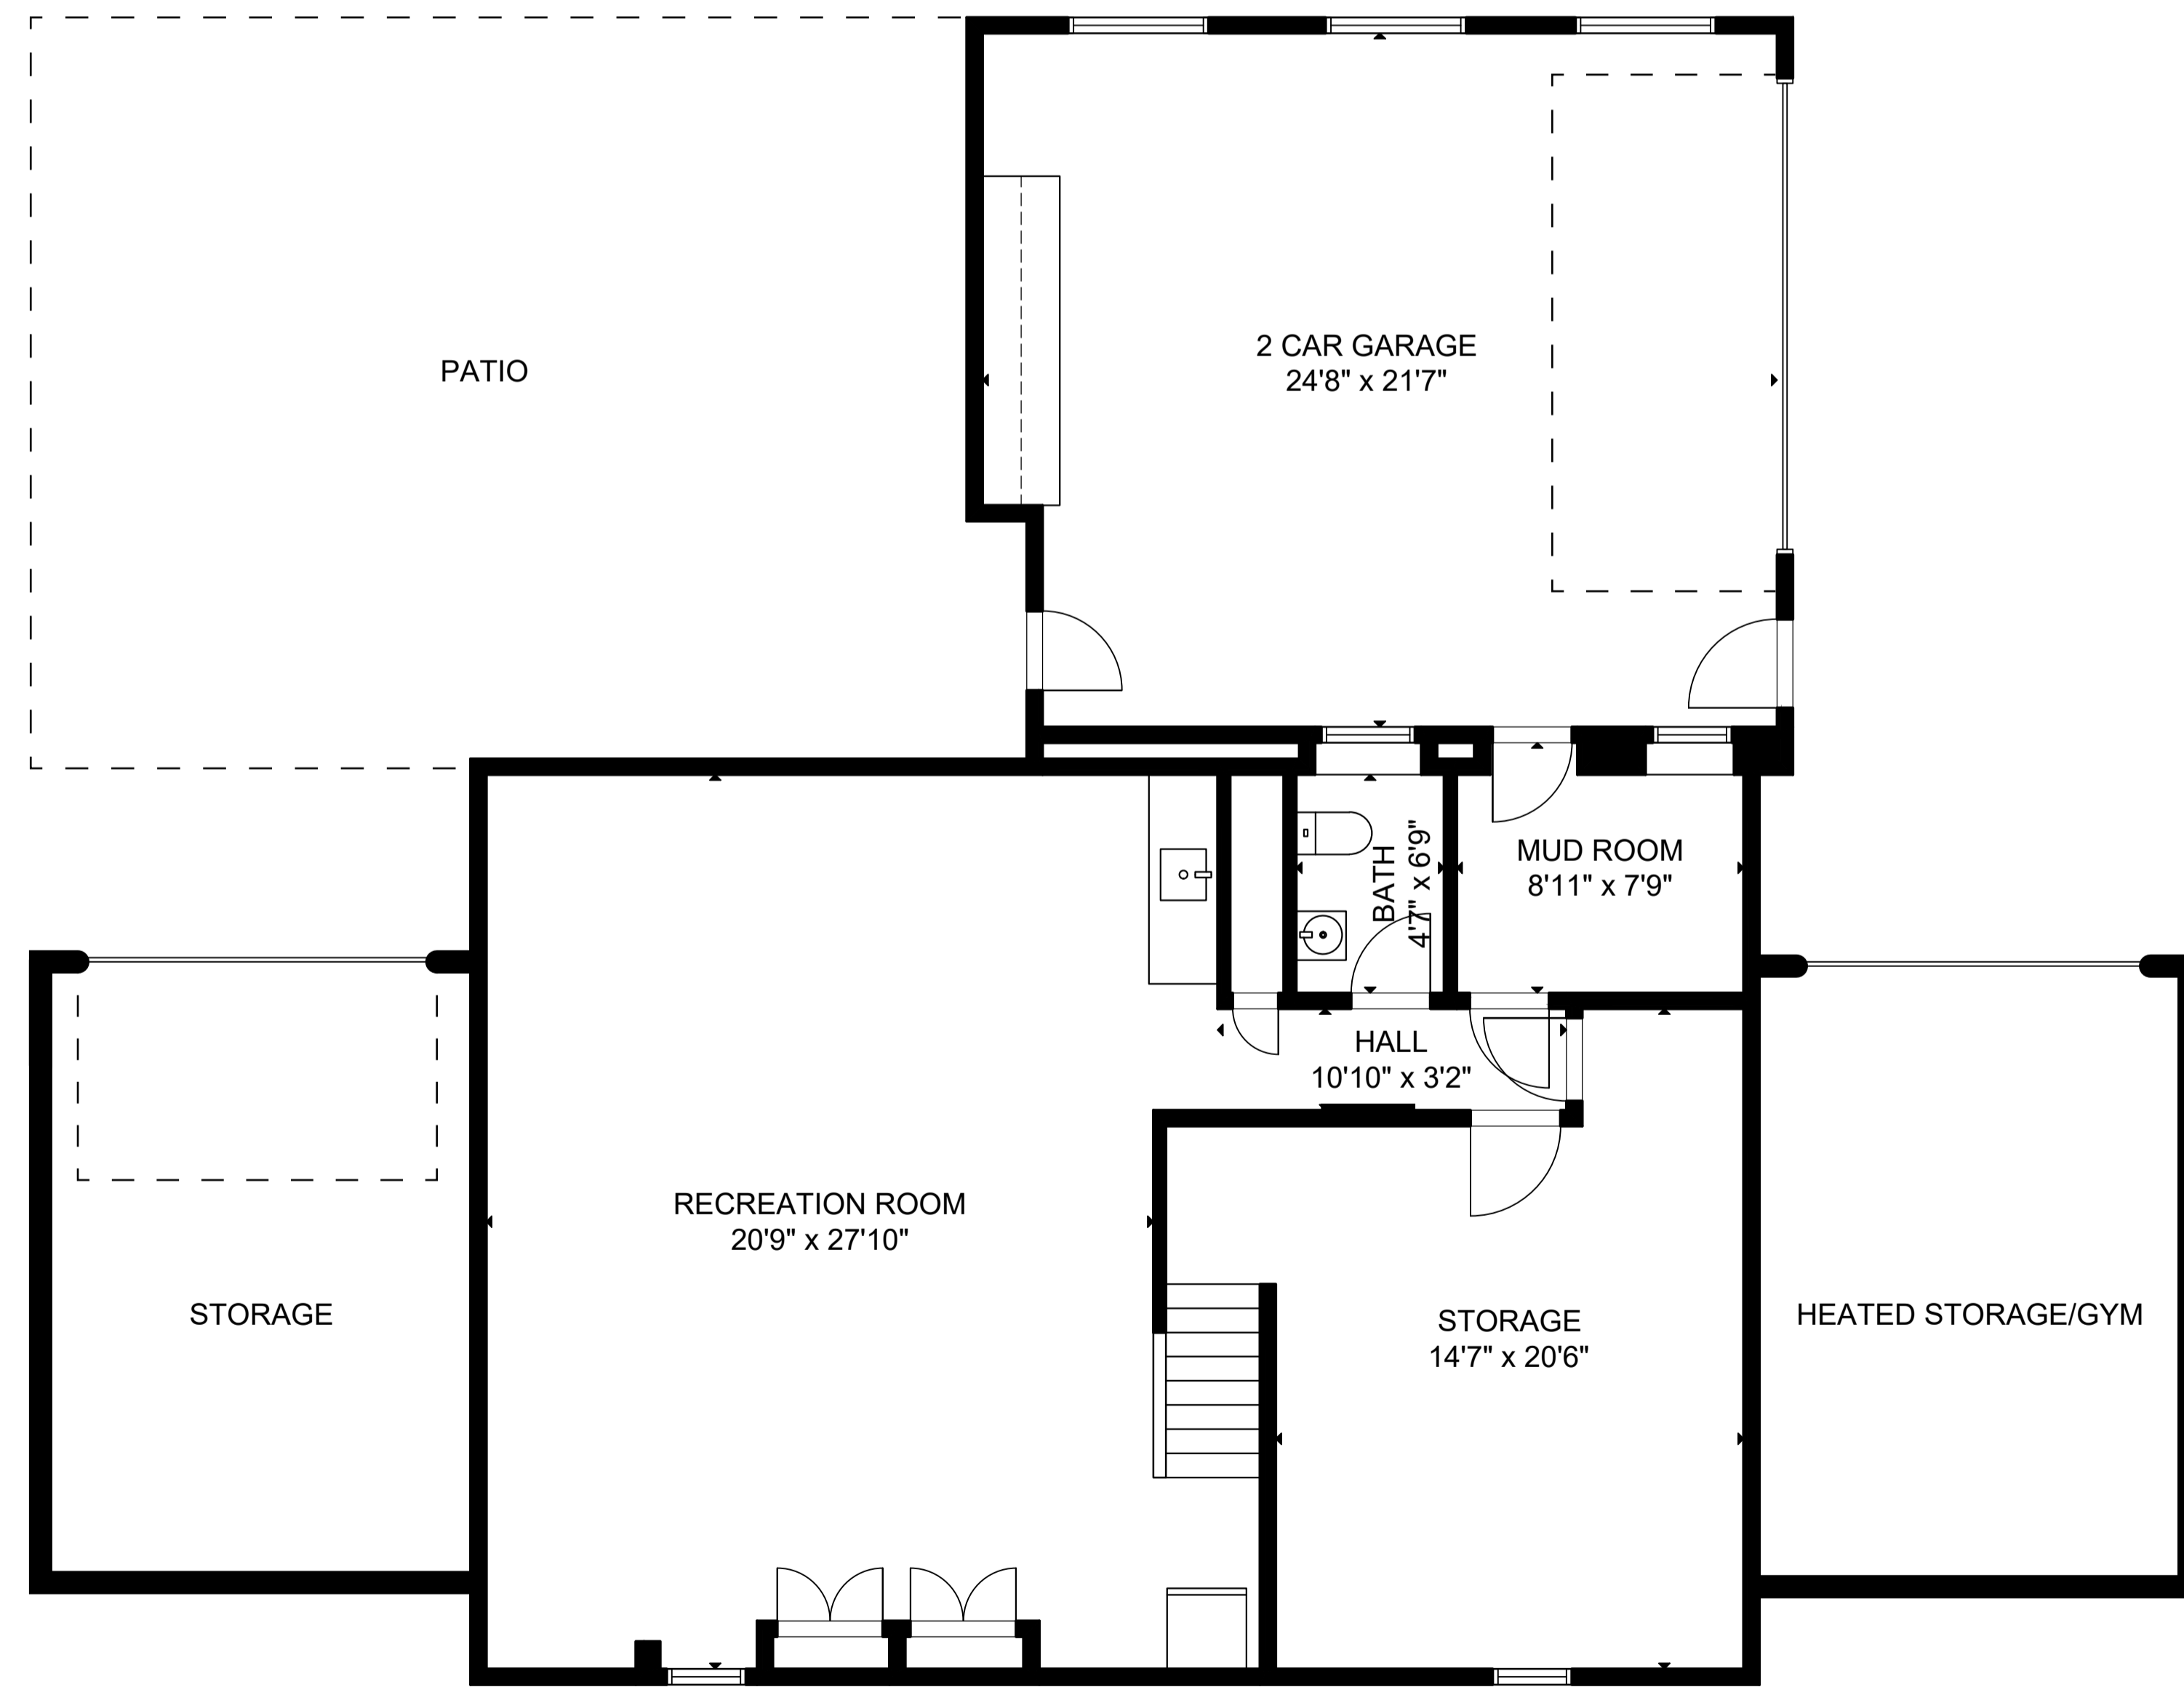 2 CAR GARAGE
24'8" x 21'7"
PATIO
BATH
4'7" x 6'9"
MUD ROOM
8'11" x 7'9"
HALL
10'10" x 3'2"
RECREATION ROOM
20'9" x 27'10"
STORAGE
STORAGE
14'7" x 20'6"
HEATED STORAGE/GYM